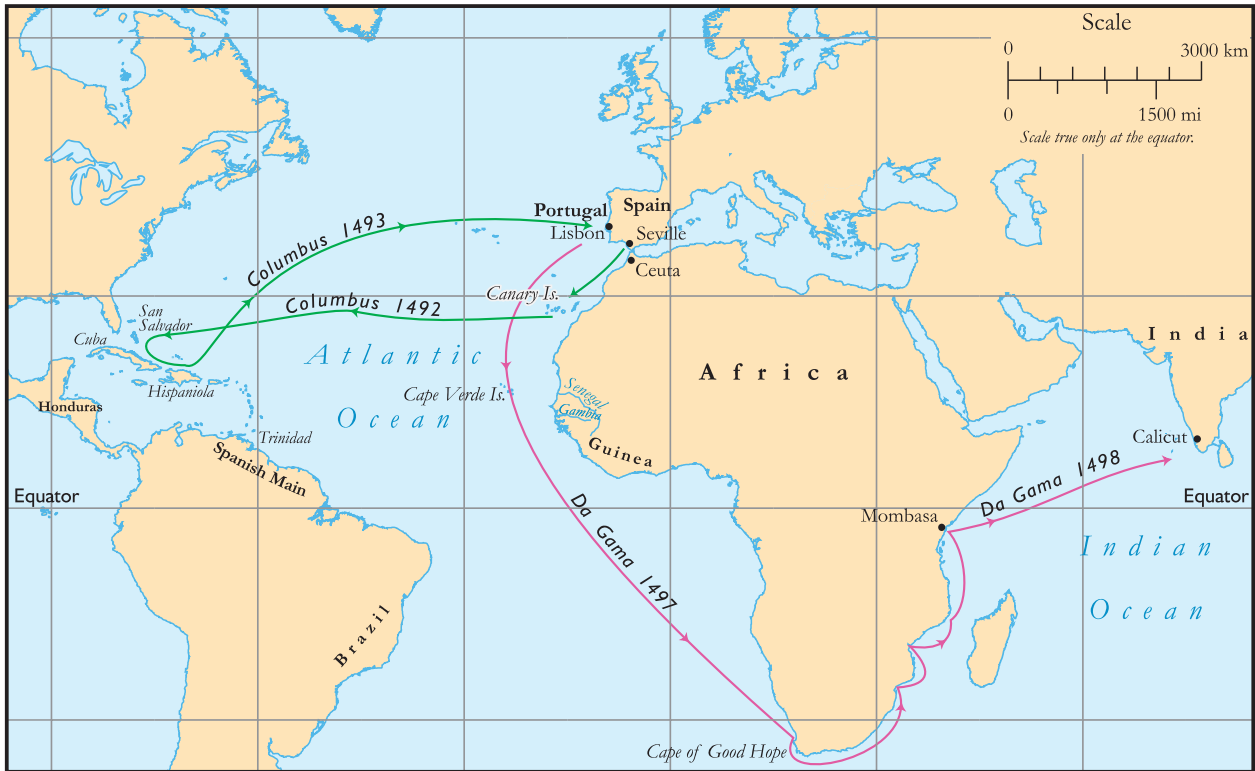 Scale
0 3000 km
0 1500 mi
Scale true only at the equator.
Portugal
Spain
Lisbon
Seville
Ceuta
Columbus 1493
Canary Is.
Columbus 1492
San
Salvador
Cuba
Hispaniola
Honduras
Trinidad
Spanish Main
Atlantic
Ocean
Cape Verde Is.
Senegal
Gambia
Guinea
Africa
India
Calicut
Da Gama 1498
Equator
Equator
Mombasa
Da Gama 1497
Indian
Ocean
Brazil
Cape of Good Hope